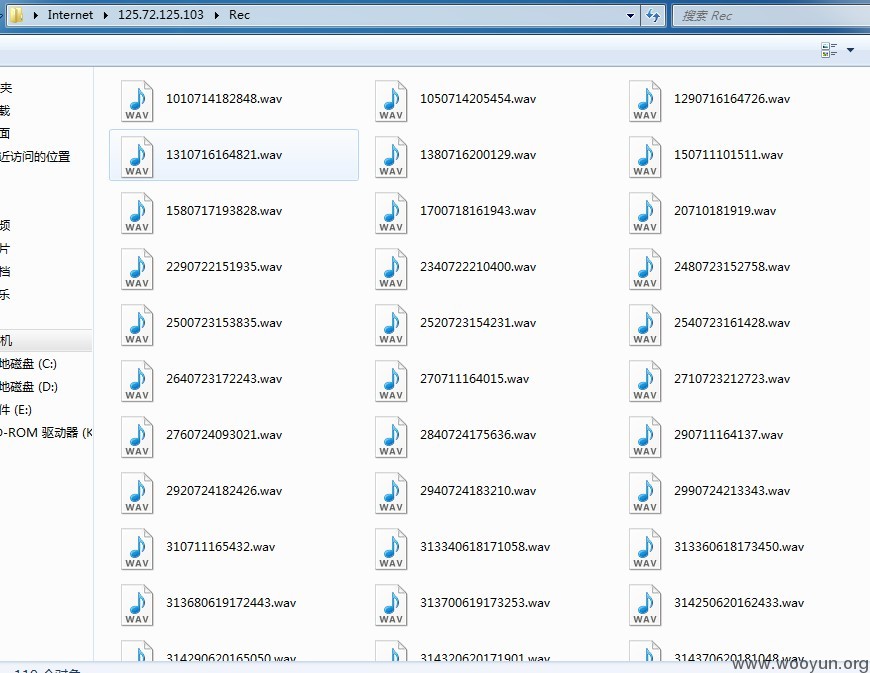 Internet ▸ 125.72.125.103 ▸ Rec
搜索 Rec
夹
载
面
近访问的位置
频
片
档
乐
机
地磁盘 (C:)
地磁盘 (D:)
件 (E:)
D-ROM 驱动器 (K
1010714182848.wav 1050714205454.wav 1290716164726.wav
1310716164821.wav 1380716200129.wav 150711101511.wav
1580717193828.wav 1700718161943.wav 20710181919.wav
2290722151935.wav 2340722210400.wav 2480723152758.wav
2500723153835.wav 2520723154231.wav 2540723161428.wav
2640723172243.wav 270711164015.wav 2710723212723.wav
2760724093021.wav 2840724175636.wav 290711164137.wav
2920724182426.wav 2940724183210.wav 2990724213343.wav
310711165432.wav 313340618171058.wav 313360618173450.wav
313680619172443.wav 313700619173253.wav 314250620162433.wav
314290620165050.wav 314320620171901.wav 314370620181048.wav
www.wooyun.org